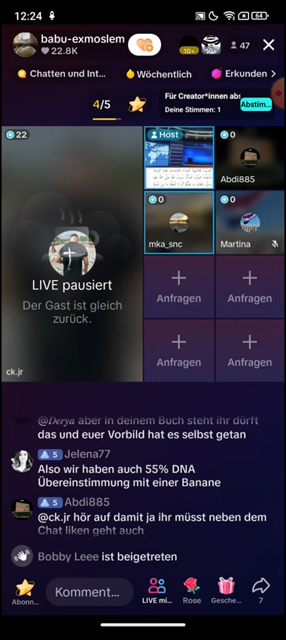 12:24
64
babu-exmoslem
22.8K
10+
47
Chatten und Int...
Wöchentlich
Erkunden
4/5
Für Creator*innen abs
Deine Stimmen: 1
Abstim...
22
Host
0
Abdi885
LIVE pausiert
Der Gast ist gleich
zurück.
0
mka_snc
0
Martina
Anfragen
Anfragen
Anfragen
Anfragen
ck.jr
@Derya aber in deinem Buch steht ihr dürft
das und euer Vorbild hat es selbst getan
5 Jelena77
Also wir haben auch 55% DNA
Übereinstimmung mit einer Banane
5 Abdi885
@ck.jr hör auf damit ja ihr müsst neben dem
Chat liken geht auch
Bobby Leee ist beigetreten
Abonn...
Komment...
LIVE mi...
Rose
Gesche...
7